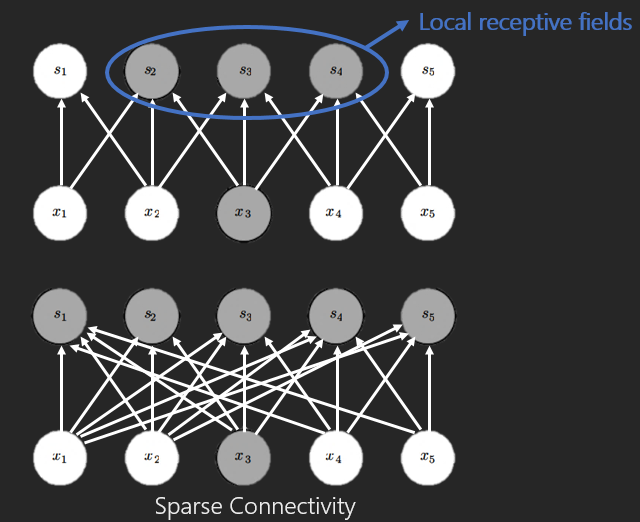 Local receptive fields
s₁ s₂ s₃ s₄ s₅
x₁ x₂ x₃ x₄ x₅
s₁ s₂ s₃ s₄ s₅
x₁ x₂ x₃ x₄ x₅
Sparse Connectivity